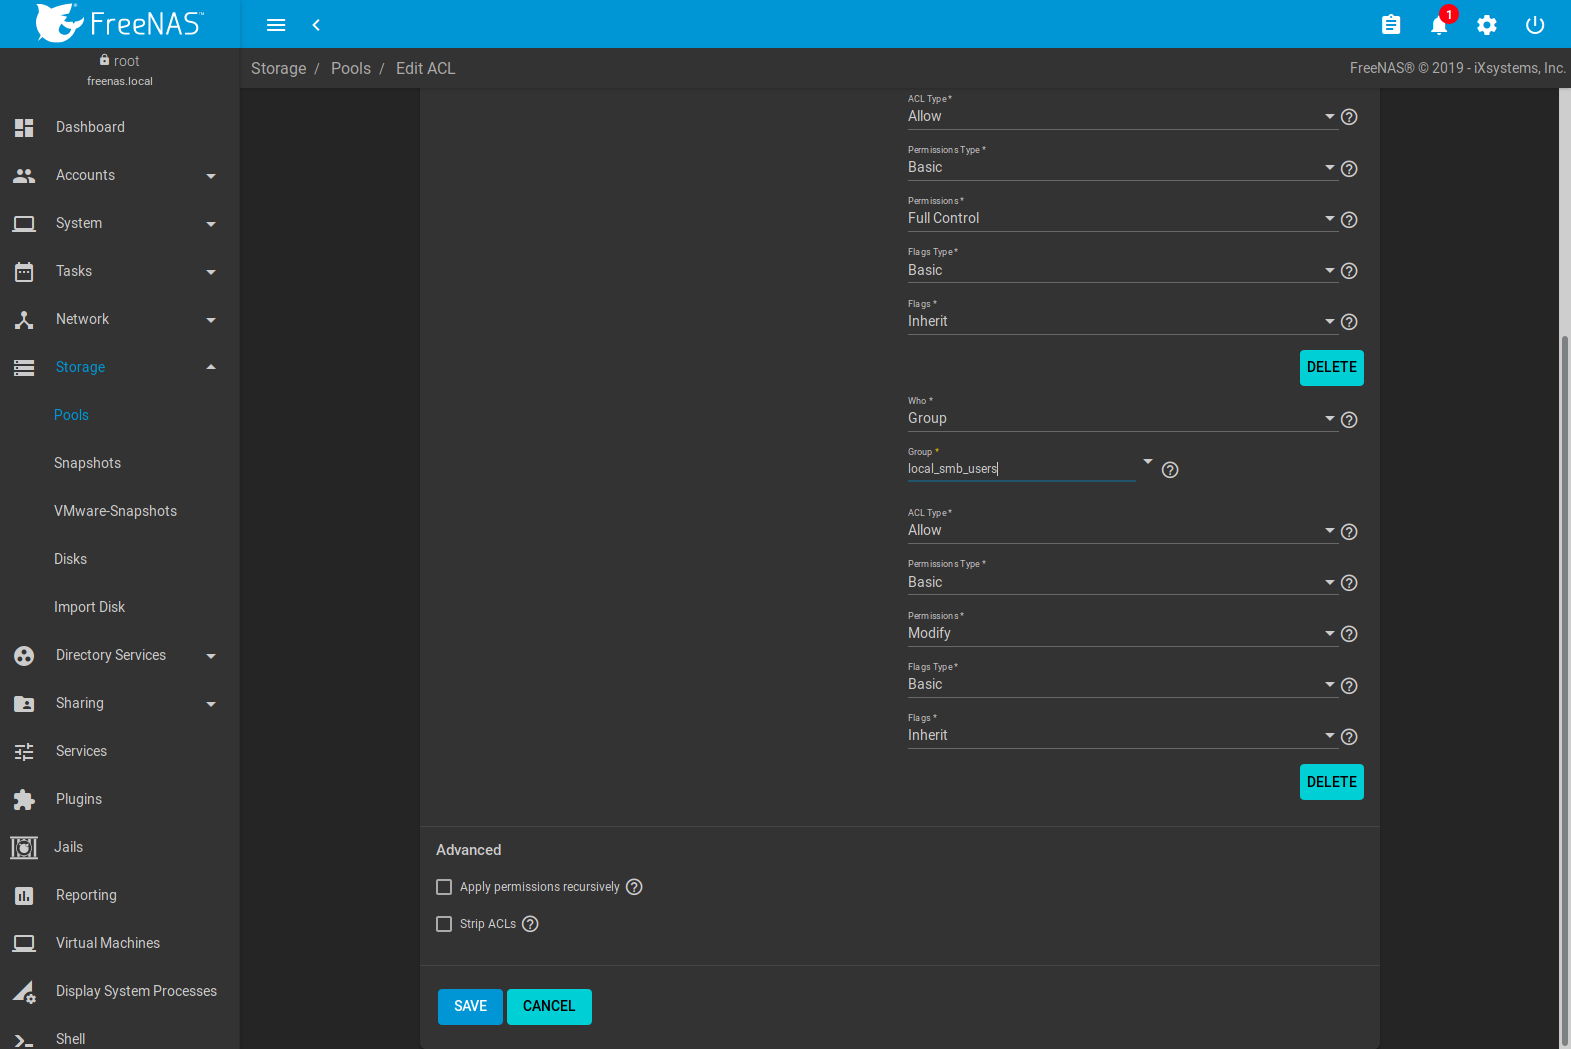 FreeNAS™
1
root
freenas.local
Storage / Pools / Edit ACL
FreeNAS® © 2019 - iXsystems, Inc.
Dashboard
Accounts
System
Tasks
Network
Storage
Pools
Snapshots
VMware-Snapshots
Disks
Import Disk
Directory Services
Sharing
Services
Plugins
Jails
Reporting
Virtual Machines
Display System Processes
Shell
ACL Type *
Allow
Permissions Type *
Basic
Permissions *
Full Control
Flags Type *
Basic
Flags *
Inherit
DELETE
Who *
Group
Group *
local_smb_users
ACL Type *
Allow
Permissions Type *
Basic
Permissions *
Modify
Flags Type *
Basic
Flags *
Inherit
DELETE
Advanced
Apply permissions recursively
Strip ACLs
SAVE
CANCEL